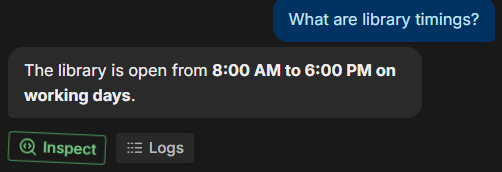 What are library timings?
The library is open from 8:00 AM to 6:00 PM on
working days.
Inspect
Logs